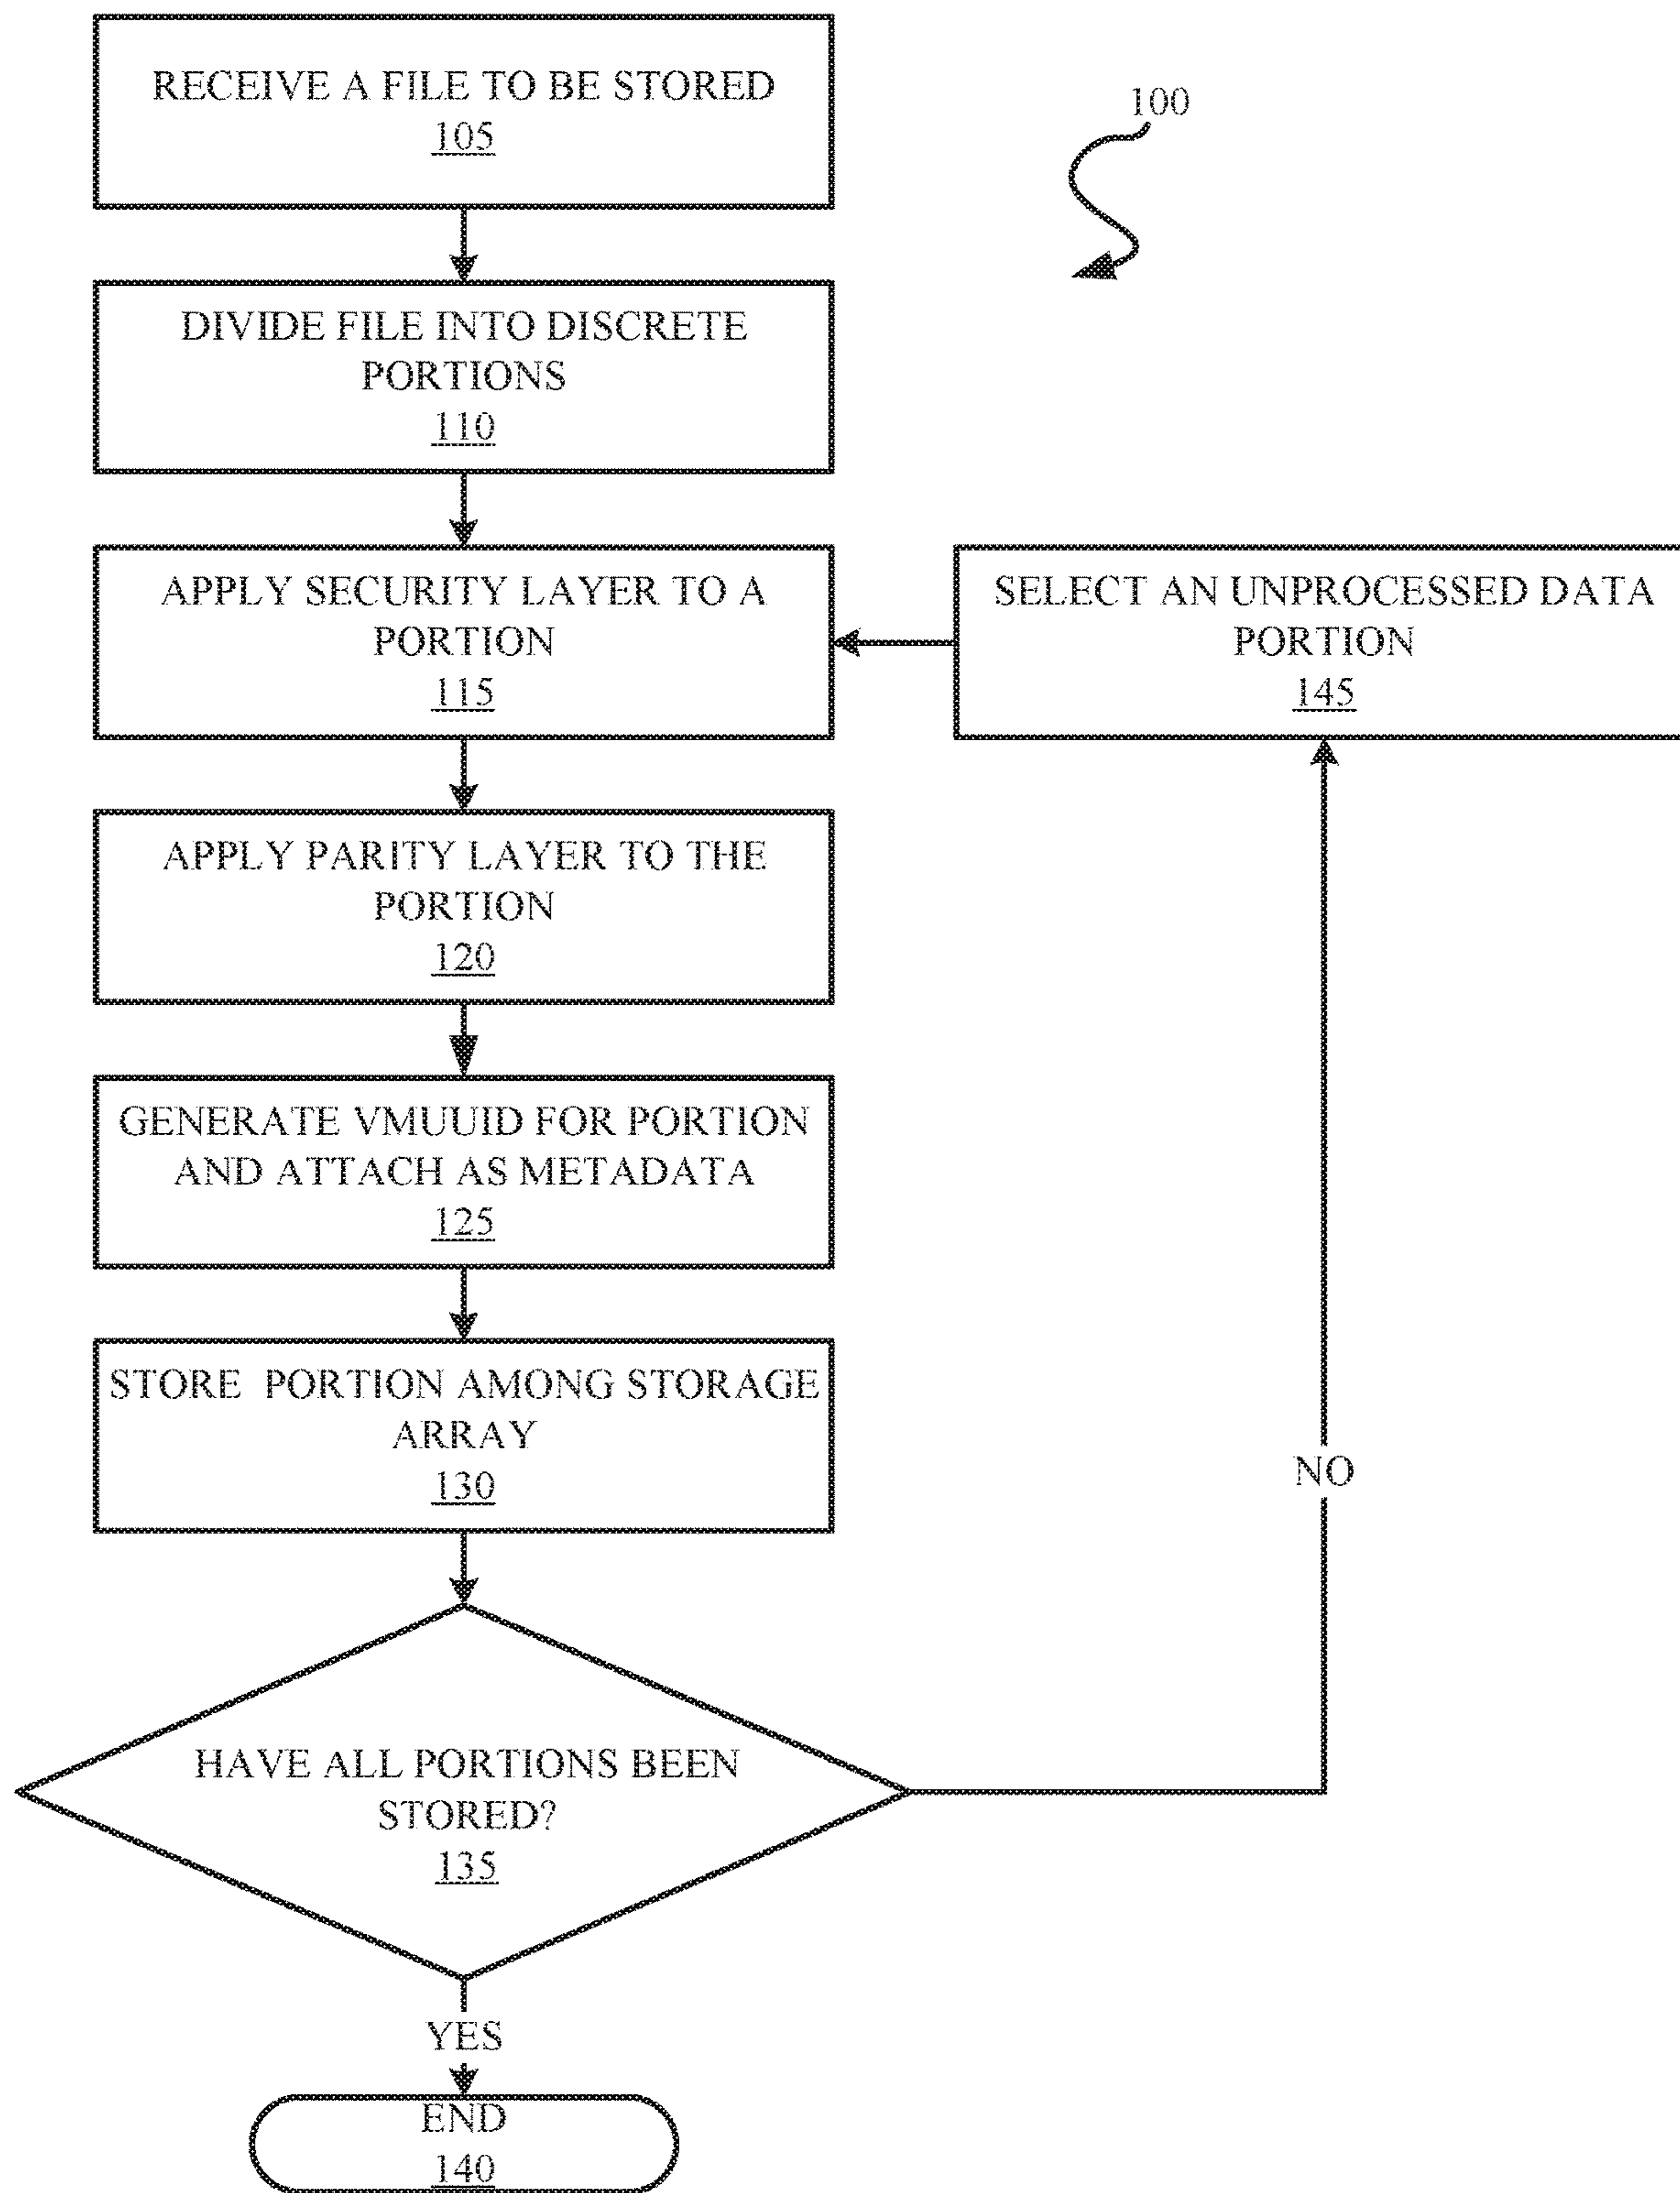 RECEIVE A FILE TO BE STORED
105
100
DIVIDE FILE INTO DISCRETE
PORTIONS
110
APPLY SECURITY LAYER TO A
PORTION
115
SELECT AN UNPROCESSED DATA
PORTION
145
APPLY PARITY LAYER TO THE
PORTION
120
GENERATE VMUUID FOR PORTION
AND ATTACH AS METADATA
125
STORE PORTION AMONG STORAGE
ARRAY
130
NO
HAVE ALL PORTIONS BEEN
STORED?
135
YES
END
140